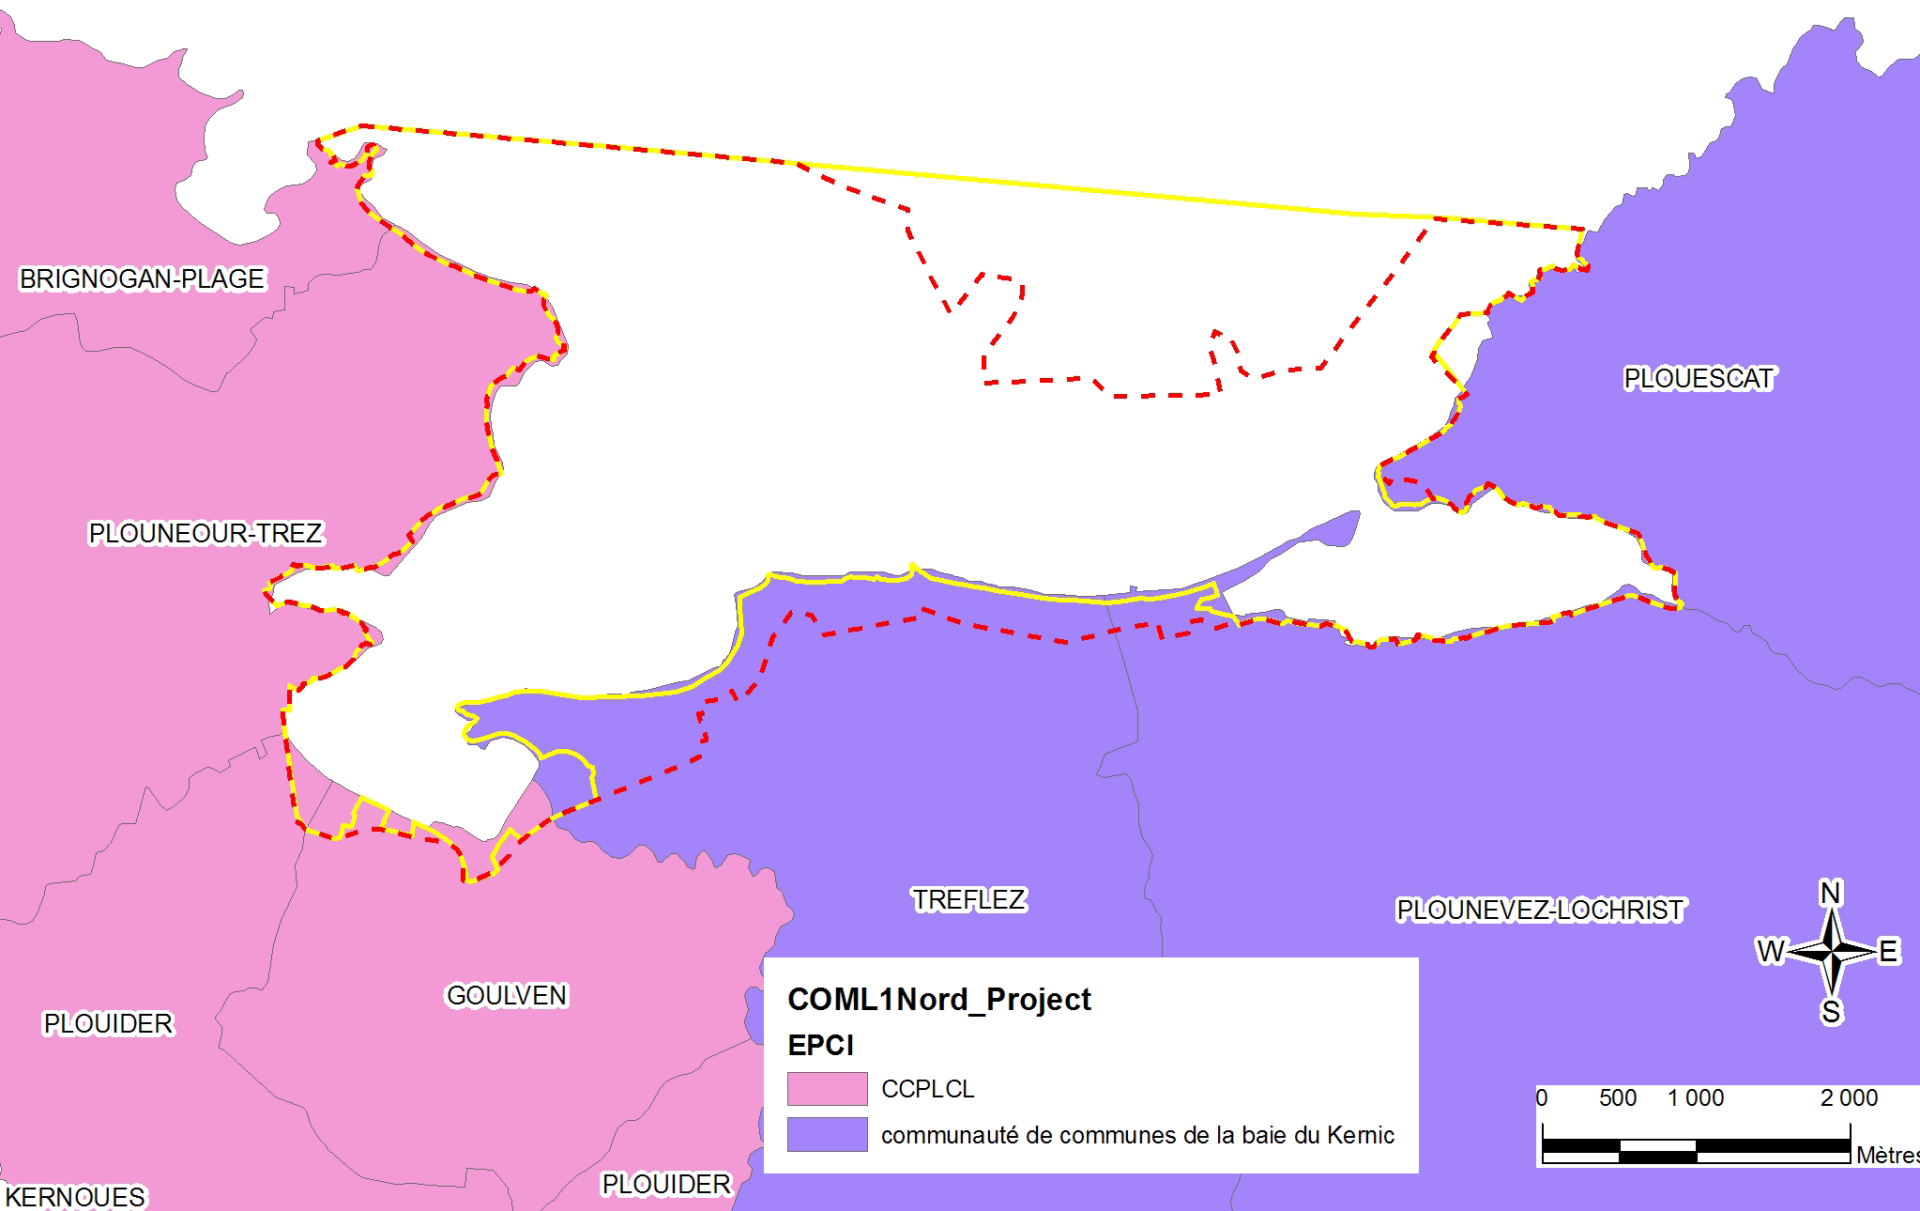 BRIGNOGAN-PLAGE
PLOUESCAT
PLOUNEOUR-TREZ
TREFLEZ
PLOUNEVEZ-LOCHRIST
GOULVEN
PLOUIDER
N
W
E
S
COML1Nord_Project
EPCI
CCPLCL
communauté de communes de la baie du Kernic
0 500 1 000 2 000
Mètres
PLOUIDER
KERNOUES